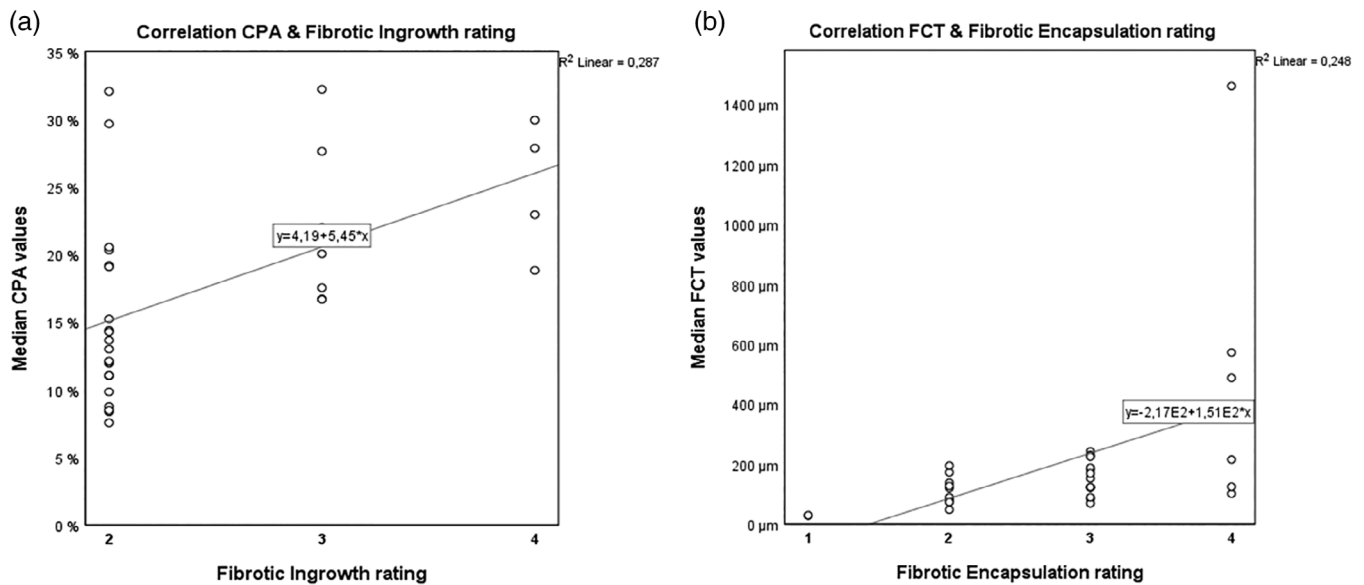 (a)
Correlation CPA & Fibrotic Ingrowth rating
R² Linear = 0,287
35 %
30 %
25 %
20 %
15 %
10 %
5 %
0 %
Median CPA values
y=4,19+5,45*x
2 3 4
Fibrotic Ingrowth rating
(b)
Correlation FCT & Fibrotic Encapsulation rating
R² Linear = 0,248
1400 µm
1200 µm
1000 µm
800 µm
600 µm
400 µm
200 µm
0 µm
Median FCT values
y=-2,17E2+1,51E2*x
1 2 3 4
Fibrotic Encapsulation rating